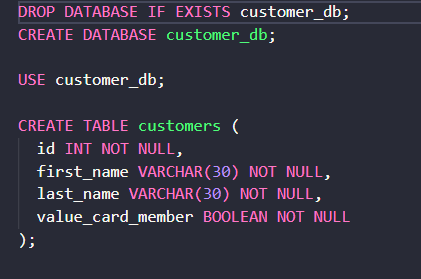 DROP DATABASE IF EXISTS customer_db;
CREATE DATABASE customer_db;
USE customer_db;
CREATE TABLE customers (
  id INT NOT NULL,
  first_name VARCHAR(30) NOT NULL,
  last_name VARCHAR(30) NOT NULL,
  value_card_member BOOLEAN NOT NULL
);